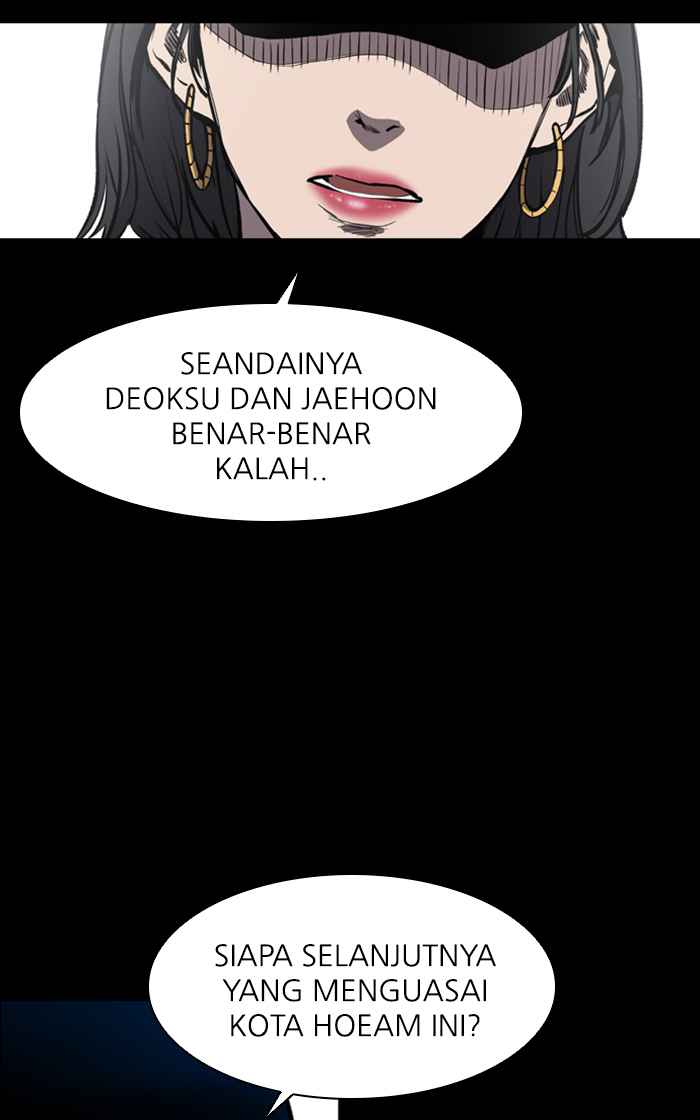 SEANDAINYA
DEOKSU DAN JAEHOON
BENAR-BENAR
KALAH..
SIAPA SELANJUTNYA
YANG MENGUASAI
KOTA HOEAM INI?